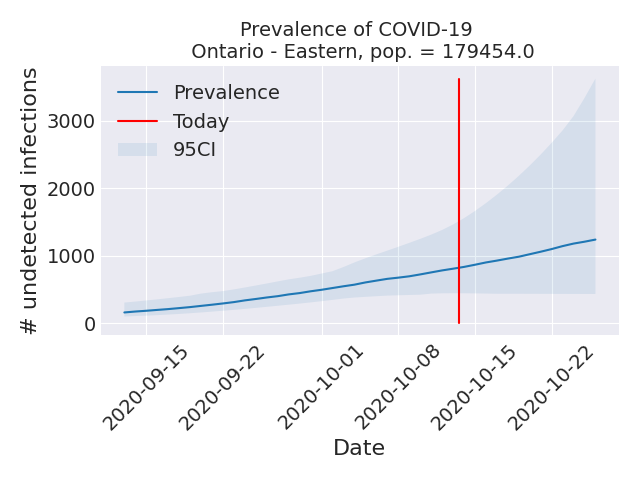 Prevalence of COVID-19
Ontario - Eastern, pop. = 179454.0
# undetected infections
3000
2000
1000
0
Prevalence
Today
95CI
2020-09-15
2020-09-22
2020-10-01
2020-10-08
2020-10-15
2020-10-22
Date